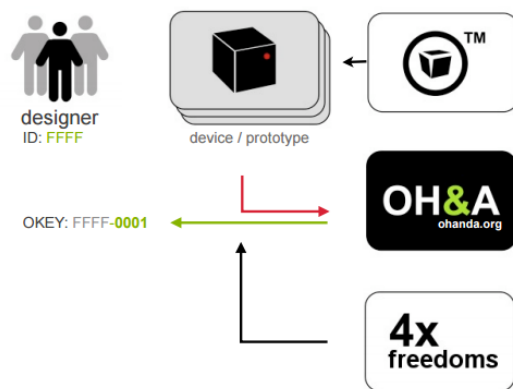 TM
designer
ID: FFFF
device / prototype
OH&A
ohanda.org
OKEY: FFFF-0001
4x
freedoms